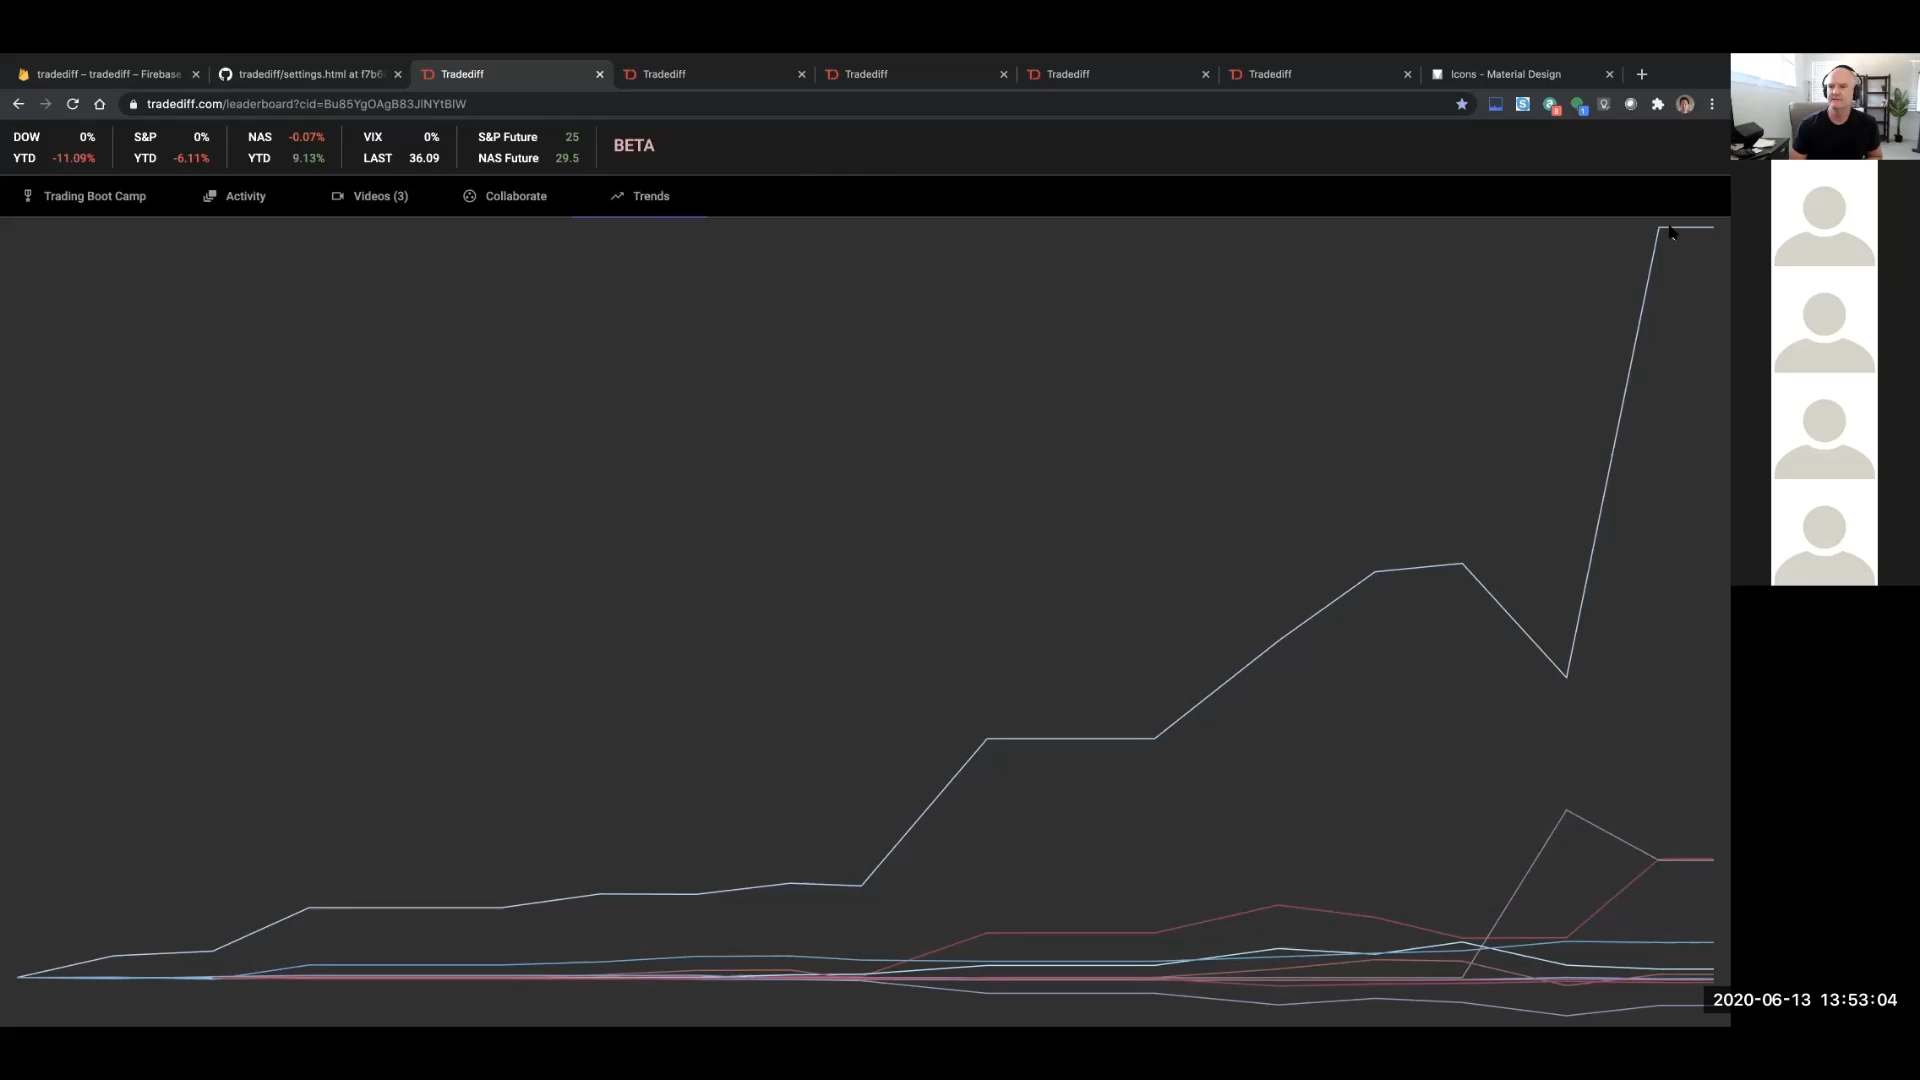 tradediff – tradediff – Firebase
tradediff/settings.html at f7b6
Tradediff
Tradediff
Tradediff
Tradediff
Tradediff
Icons - Material Design
tradediff.com/leaderboard?cid=Bu85YgOAgB83JlNYtBlW
DOW 0% S&P 0% NAS -0.07% VIX 0% S&P Future 25
BETA
YTD -11.09% YTD -6.11% YTD 9.13% LAST 36.09 NAS Future 29.5
Trading Boot Camp Activity Videos (3) Collaborate Trends
2020-06-13 13:53:04